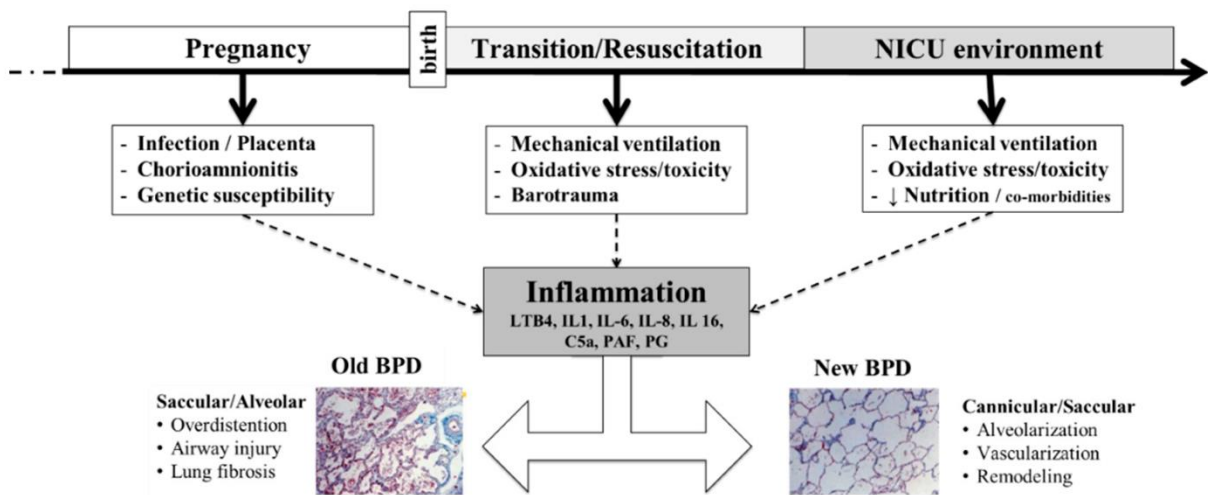 Pregnancy
birth
Transition/Resuscitation
NICU environment
- Infection / Placenta
- Chorioamnionitis
- Genetic susceptibility
- Mechanical ventilation
- Oxidative stress/toxicity
- Barotrauma
- Mechanical ventilation
- Oxidative stress/toxicity
- ↓ Nutrition / co-morbidities
Inflammation
LTB4, IL1, IL-6, IL-8, IL 16,
C5a, PAF, PG
Old BPD
Saccular/Alveolar
• Overdistention
• Airway injury
• Lung fibrosis
New BPD
Cannicular/Saccular
• Alveolarization
• Vascularization
• Remodeling